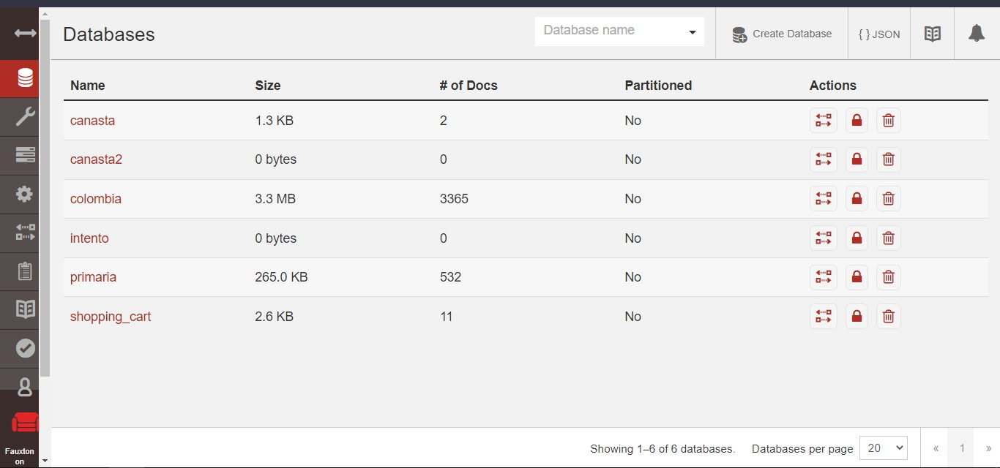 Databases
Database name
Create Database
{ } JSON
Name Size # of Docs Partitioned Actions
canasta 1.3 KB 2 No
canasta2 0 bytes 0 No
colombia 3.3 MB 3365 No
intento 0 bytes 0 No
primaria 265.0 KB 532 No
shopping_cart 2.6 KB 11 No
Showing 1–6 of 6 databases. Databases per page 20 « 1 »
Fauxton
on